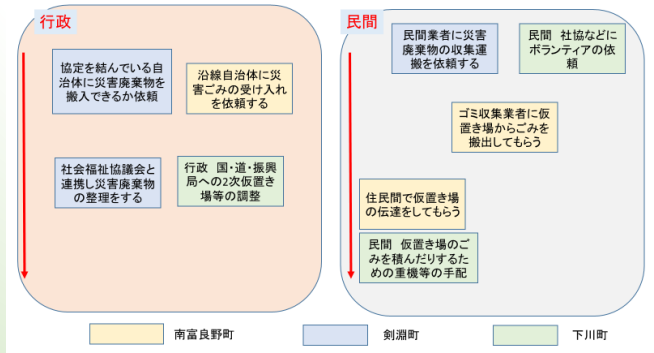 行政
協定を結んでいる自
治体に災害廃棄物を
搬入できるか依頼
沿線自治体に災
害ごみの受け入れ
を依頼する
社会福祉協議会と
連携し災害廃棄物
の整理をする
行政　国・道・振興
局への2次仮置き
場等の調整
民間
民間業者に災害
廃棄物の収集運
搬を依頼する
民間　社協などに
ボランティアの依
頼
ゴミ収集業者に仮
置き場からごみを
搬出してもらう
住民間で仮置き場
の伝達をしてもらう
民間　仮置き場のご
みを積んだりするた
めの重機等の手配
南富良野町
剣淵町
下川町